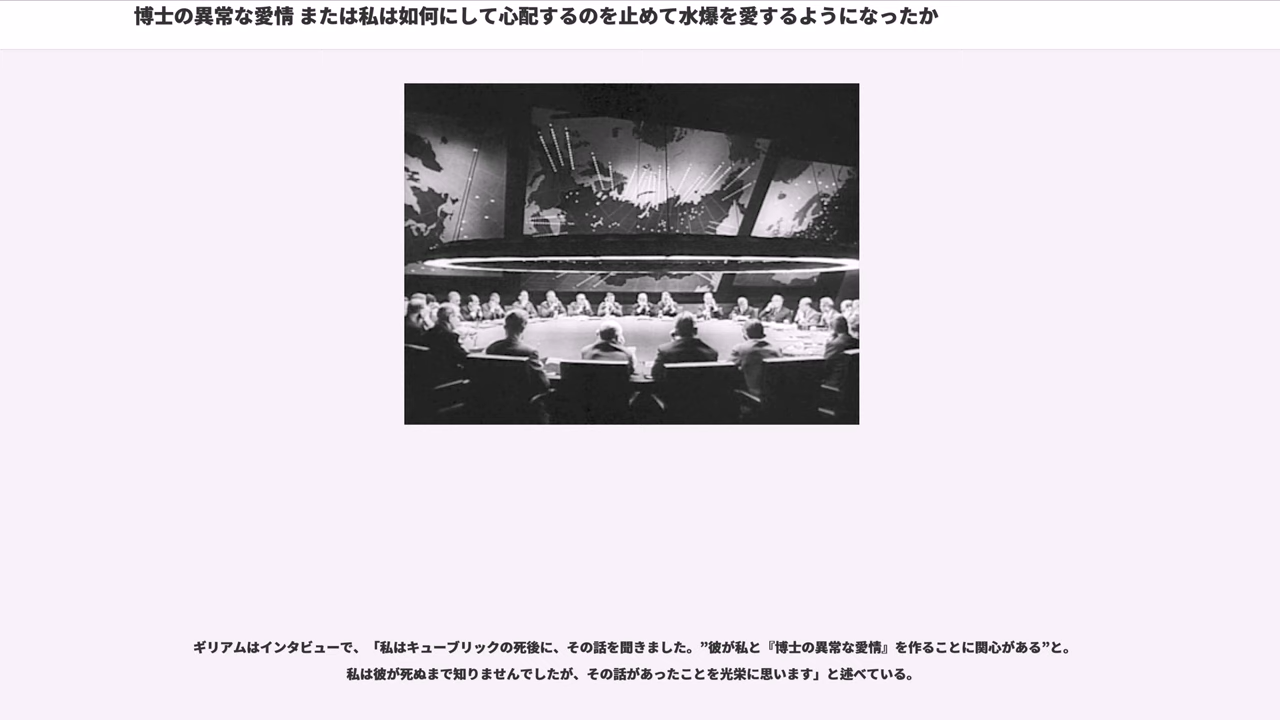 博士の異常な愛情 または私は如何にして心配するのを止めて水爆を愛するようになったか
ギリアムはインタビューで、「私はキューブリックの死後に、その話を聞きました。”彼が私と『博士の異常な愛情』を作ることに関心がある”と。
私は彼が死ぬまで知りませんでしたが、その話があったことを光栄に思います」と述べている。